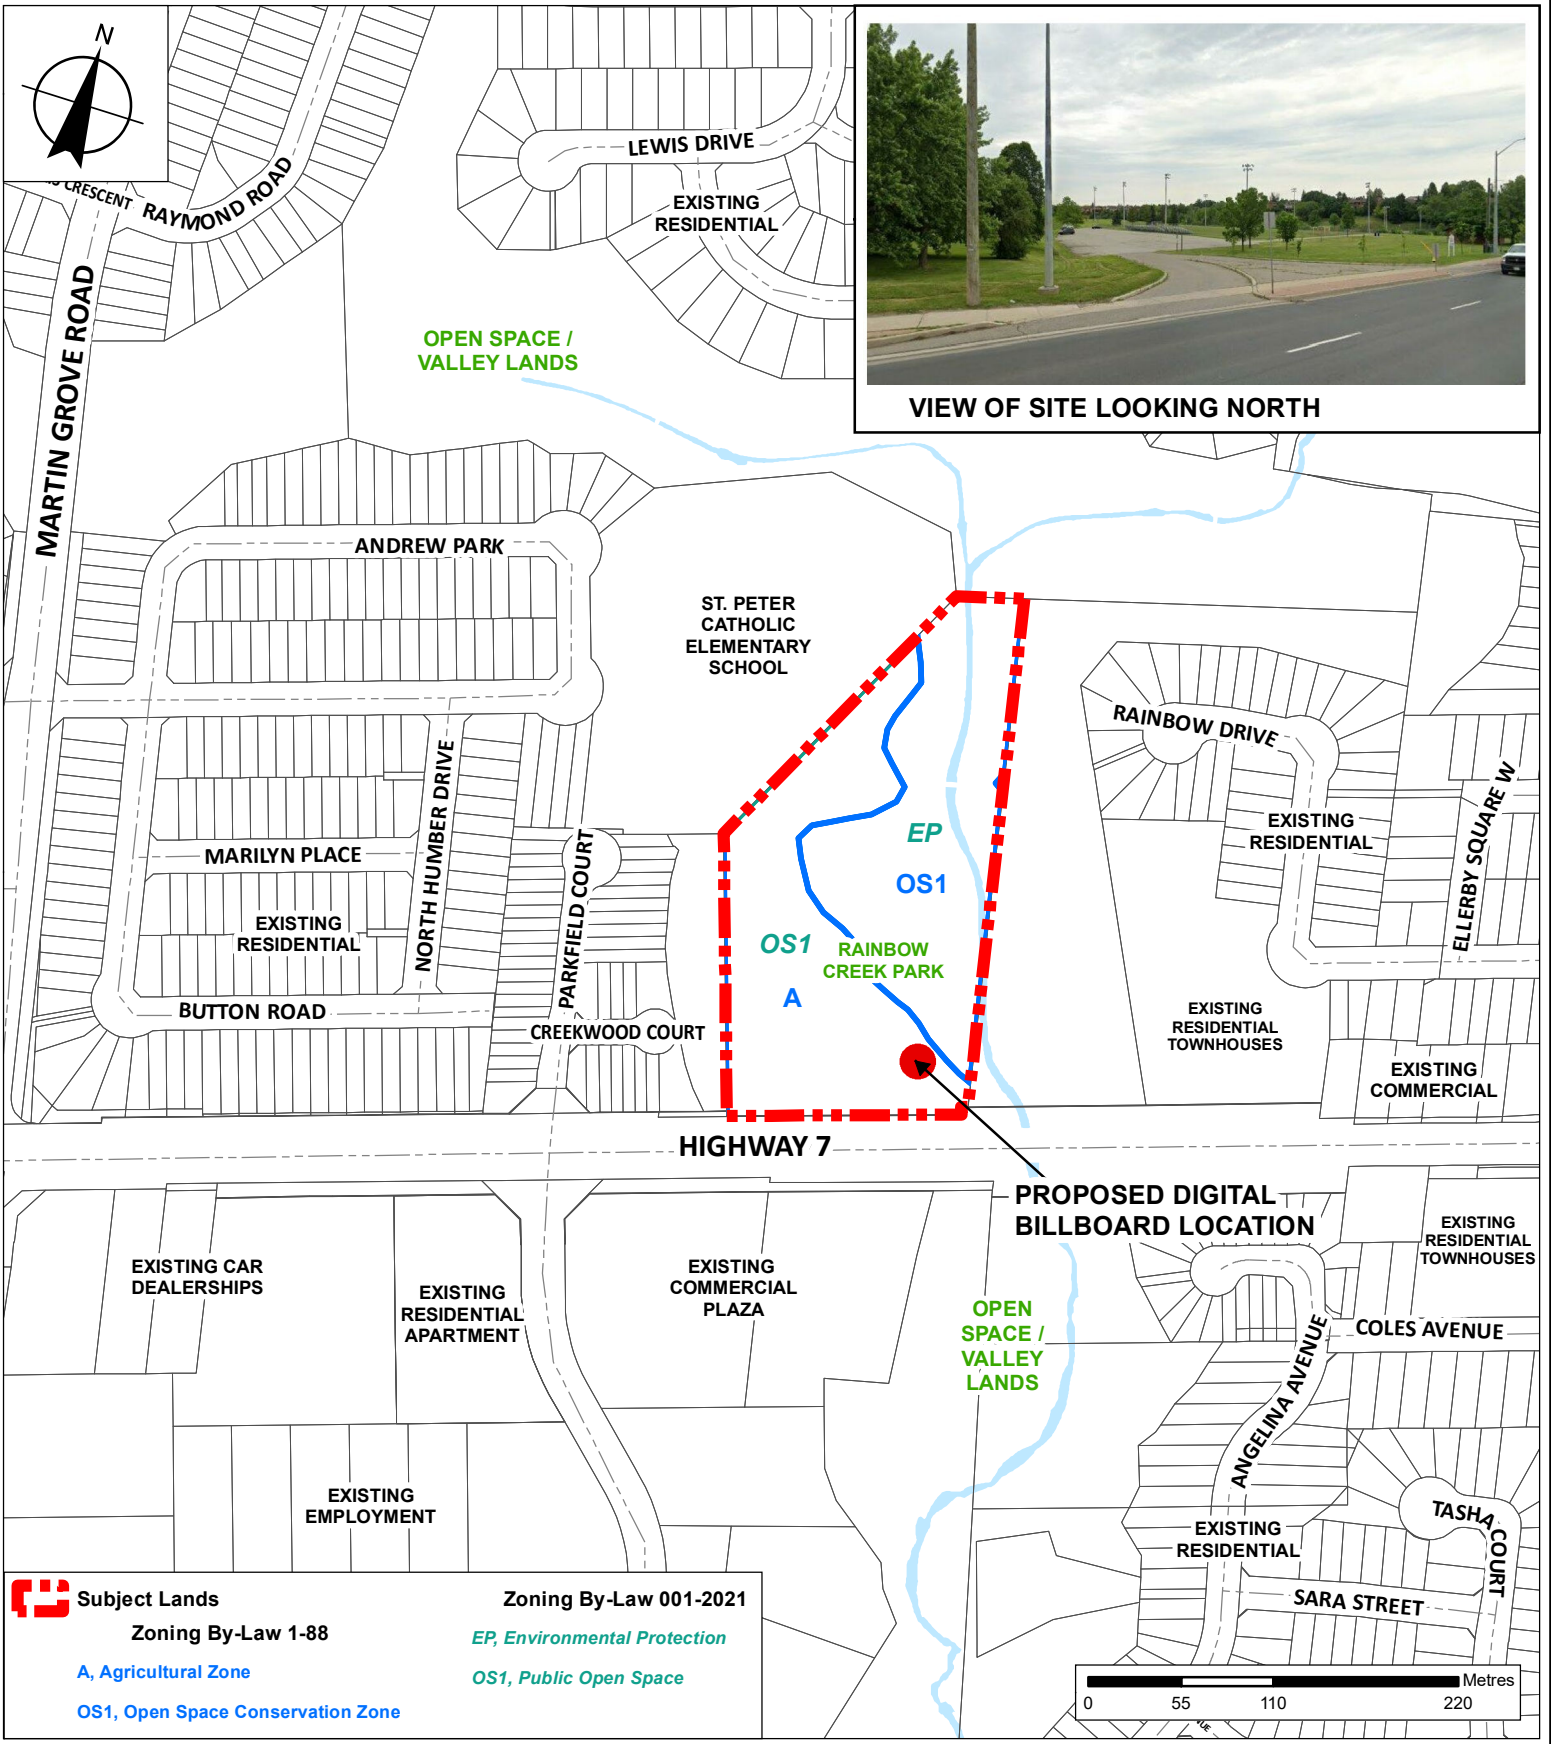 N
CRESCENT
RAYMOND ROAD
LEWIS DRIVE
EXISTING
RESIDENTIAL
VIEW OF SITE LOOKING NORTH
MARTIN GROVE ROAD
OPEN SPACE /
VALLEY LANDS
ANDREW PARK
ST. PETER
CATHOLIC
ELEMENTARY
SCHOOL
RAINBOW DRIVE
ELLERBY SQUARE W
EXISTING
RESIDENTIAL
NORTH HUMBER DRIVE
MARILYN PLACE
PARKFIELD COURT
EP
OS1
EXISTING
RESIDENTIAL
OS1
A
RAINBOW
CREEK PARK
BUTTON ROAD
CREEKWOOD COURT
EXISTING
RESIDENTIAL
TOWNHOUSES
EXISTING
COMMERCIAL
HIGHWAY 7
PROPOSED DIGITAL
BILLBOARD LOCATION
EXISTING
RESIDENTIAL
TOWNHOUSES
EXISTING CAR
DEALERSHIPS
EXISTING
RESIDENTIAL
APARTMENT
EXISTING
COMMERCIAL
PLAZA
OPEN
SPACE /
VALLEY
LANDS
COLES AVENUE
ANGELINA AVENUE
EXISTING
EMPLOYMENT
EXISTING
RESIDENTIAL
TASHA COURT
SARA STREET
Subject Lands
Zoning By-Law 1-88
A, Agricultural Zone
OS1, Open Space Conservation Zone
Zoning By-Law 001-2021
EP, Environmental Protection
OS1, Public Open Space
Metres
0 55 110 220